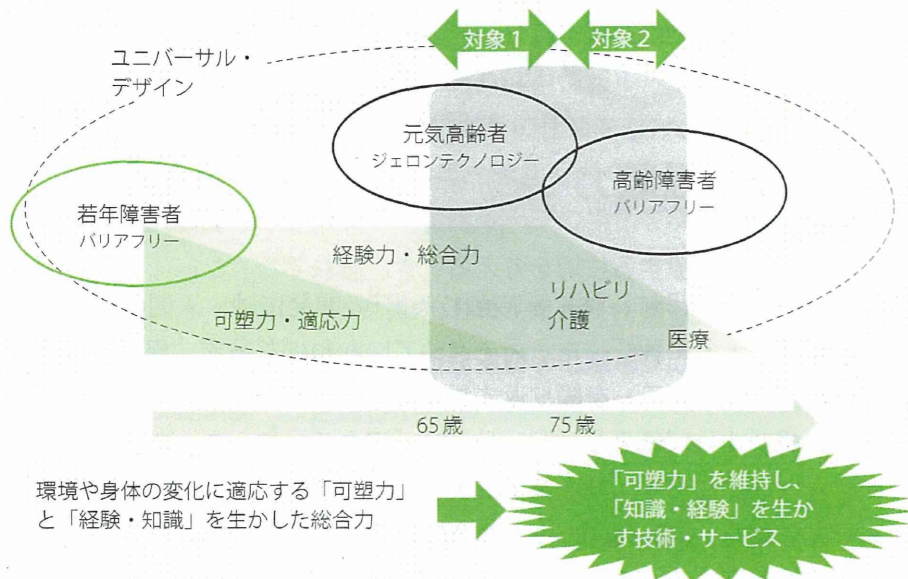 対象1
対象2
ユニバーサル・
デザイン
元気高齢者
ジェロンテクノロジー
高齢障害者
バリアフリー
若年障害者
バリアフリー
経験力・総合力
リハビリ
介護
可塑力・適応力
医療
65歳
75歳
環境や身体の変化に適応する「可塑力」
と「経験・知識」を生かした総合力
「可塑力」を維持し、
「知識・経験」を生か
す技術・サービス